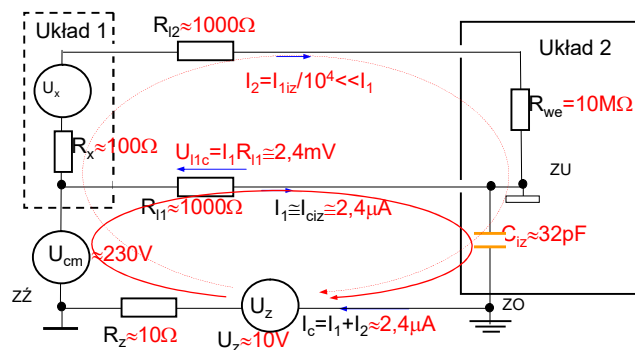 Układ 1
R_l2≈1000Ω
Układ 2
U_x
I_2=I_1iz/10^4<<I_1
R_we=10MΩ
R_x≈100Ω
U_l1c=I_1R_l1≅2,4mV
ZU
R_l1≈1000Ω
I_1≅I_ciz≅2,4µA
C_iz≈32pF
U_cm≈230V
ZŹ
U_z
ZO
R_z≈10Ω
U_z≈10V
I_c=I_1+I_2≈2,4µA